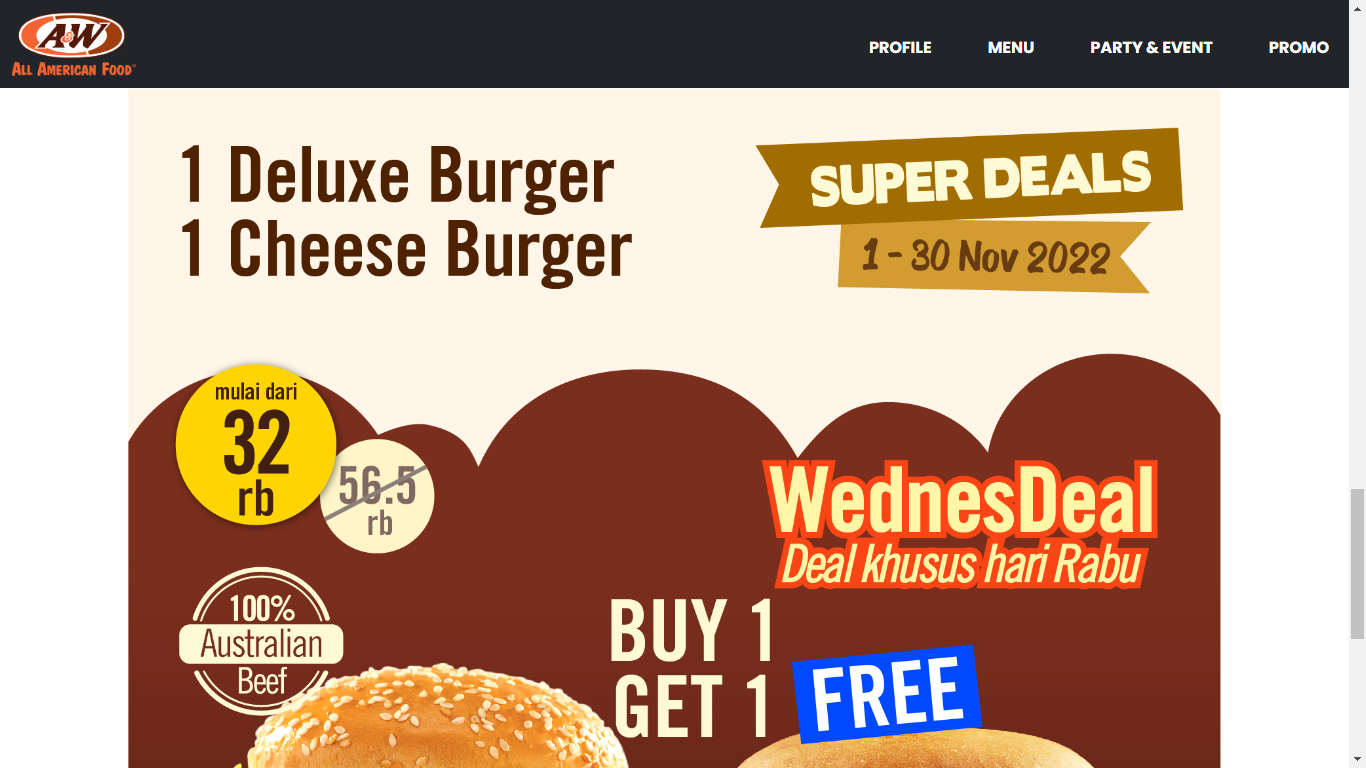 A&W
ALL AMERICAN FOOD
PROFILE MENU PARTY & EVENT PROMO
1 Deluxe Burger
1 Cheese Burger
SUPER DEALS
1 - 30 Nov 2022
mulai dari
32
rb
56.5
rb
WednesDeal
Deal khusus hari Rabu
100%
Australian
Beef
BUY 1
GET 1 FREE